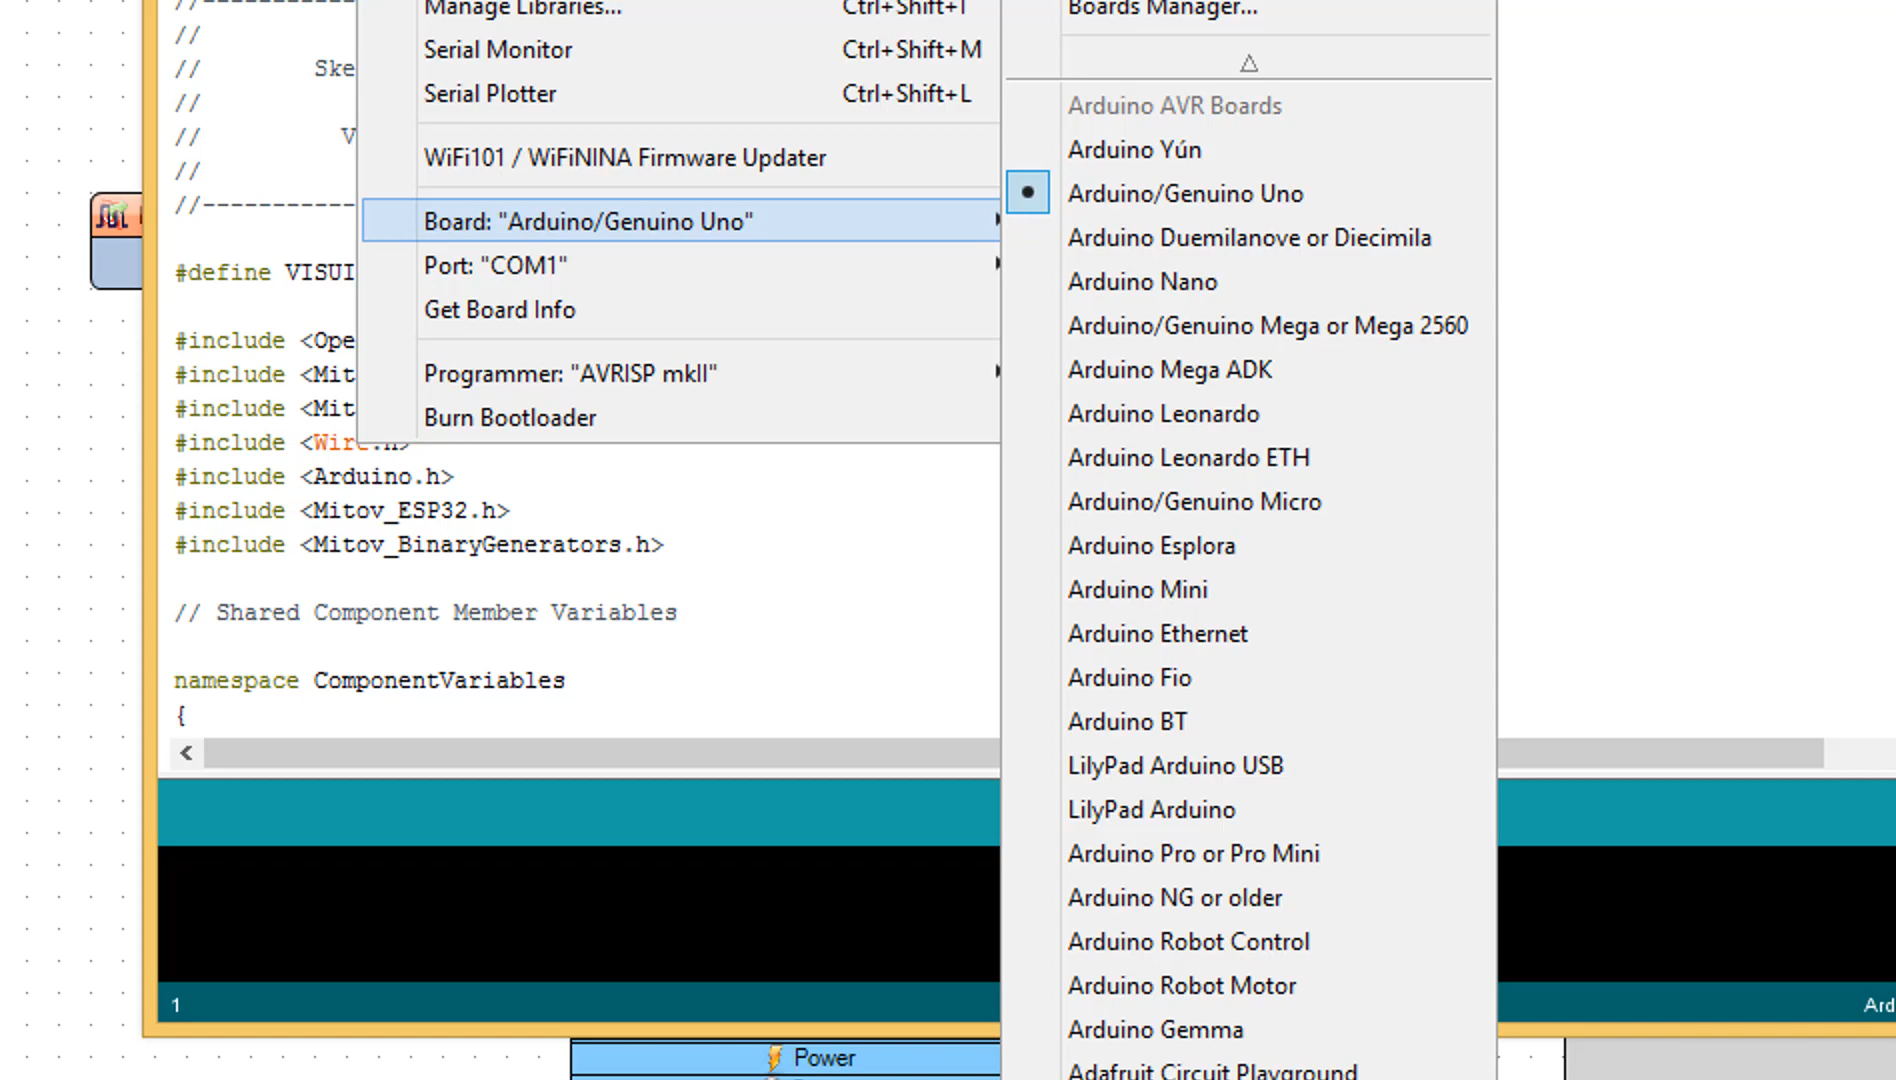 //-----------
//
// Ske
//
// V
//
//-----------
#define VISUI
#include <Ope
#include <Mit
#include <Mit
#include <Wire.h>
#include <Arduino.h>
#include <Mitov_ESP32.h>
#include <Mitov_BinaryGenerators.h>
// Shared Component Member Variables
namespace ComponentVariables
{
1
Manage Libraries... Ctrl+Shift+I
Serial Monitor Ctrl+Shift+M
Serial Plotter Ctrl+Shift+L
WiFi101 / WiFiNINA Firmware Updater
Board: "Arduino/Genuino Uno"
Port: "COM1"
Get Board Info
Programmer: "AVRISP mkII"
Burn Bootloader
Boards Manager...
Arduino AVR Boards
Arduino Yún
Arduino/Genuino Uno
Arduino Duemilanove or Diecimila
Arduino Nano
Arduino/Genuino Mega or Mega 2560
Arduino Mega ADK
Arduino Leonardo
Arduino Leonardo ETH
Arduino/Genuino Micro
Arduino Esplora
Arduino Mini
Arduino Ethernet
Arduino Fio
Arduino BT
LilyPad Arduino USB
LilyPad Arduino
Arduino Pro or Pro Mini
Arduino NG or older
Arduino Robot Control
Arduino Robot Motor
Arduino Gemma
Adafruit Circuit Playground
Ard
Power